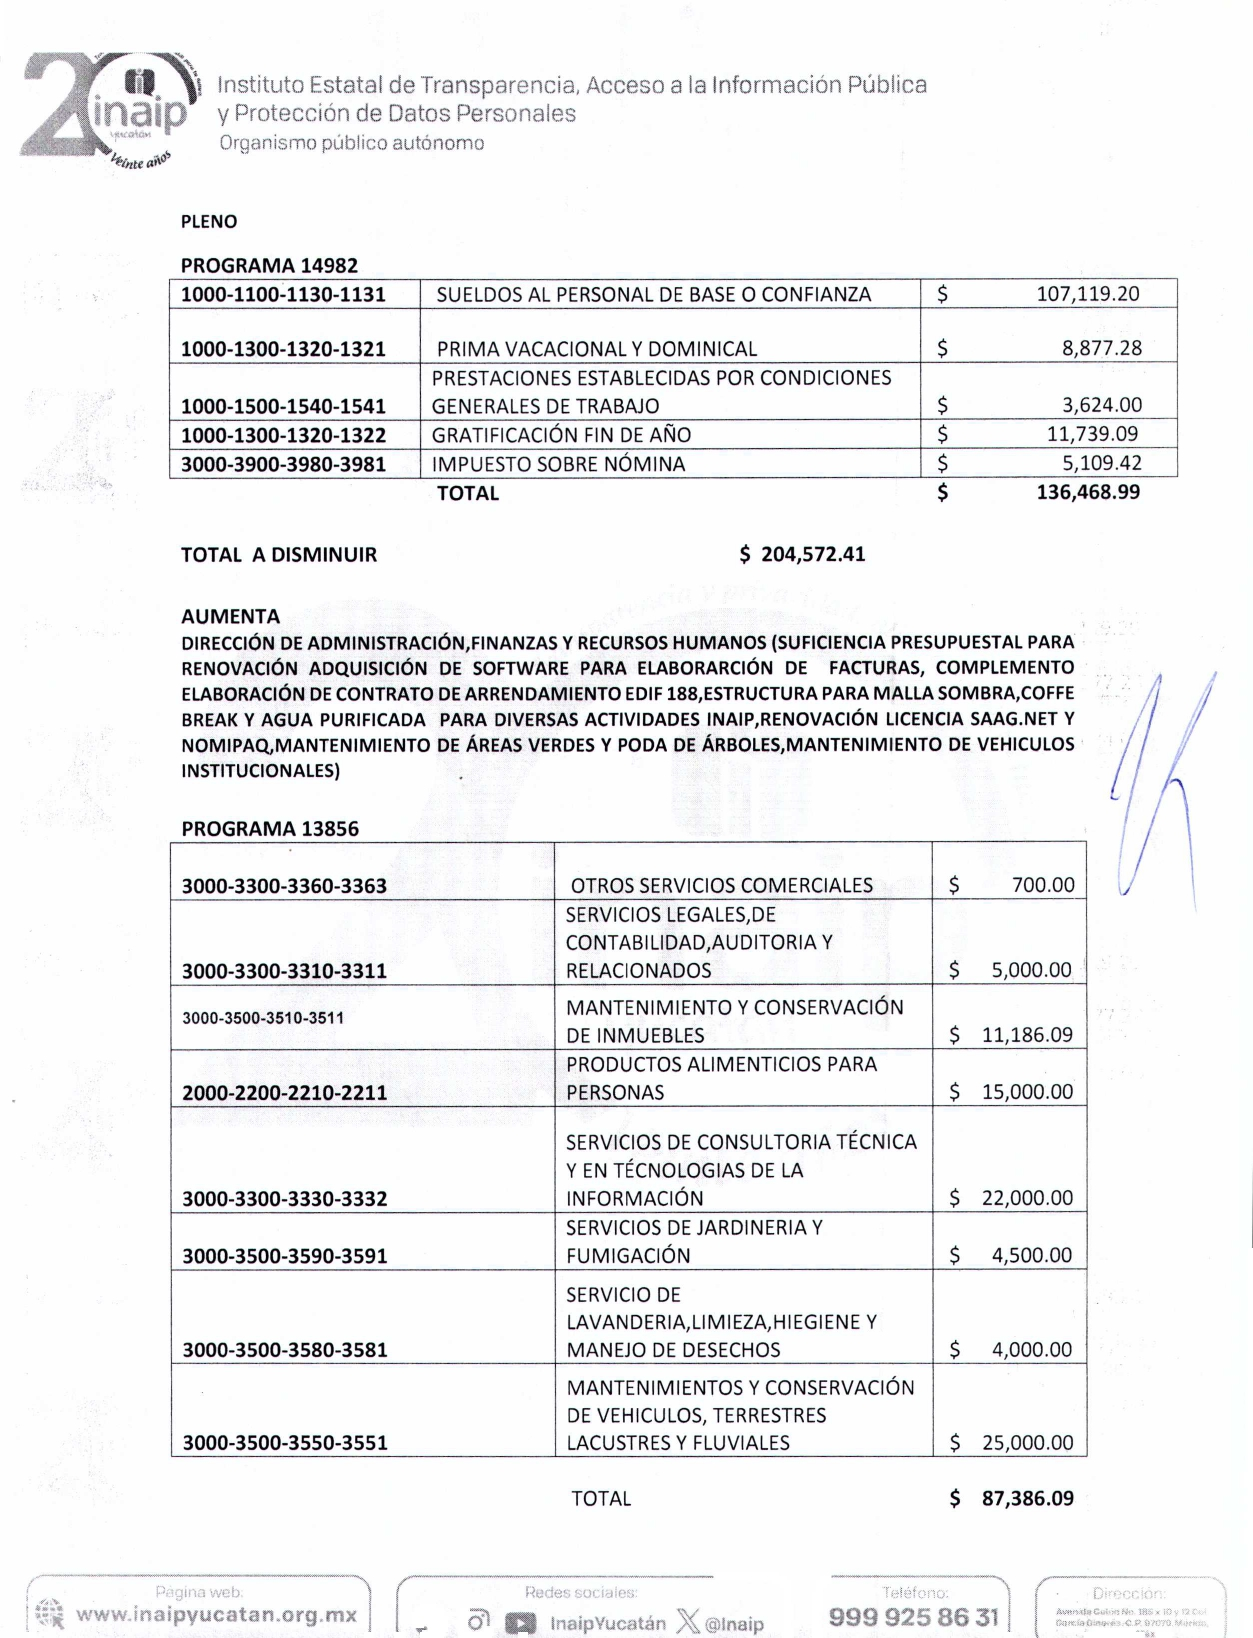 inaip
Yucatán
Veinte años
Instituto Estatal de Transparencia, Acceso a la Información Pública
y Protección de Datos Personales
Organismo público autónomo
PLENO
PROGRAMA 14982
1000-1100-1130-1131 SUELDOS AL PERSONAL DE BASE O CONFIANZA $ 107,119.20
1000-1300-1320-1321 PRIMA VACACIONAL Y DOMINICAL $ 8,877.28
PRESTACIONES ESTABLECIDAS POR CONDICIONES
1000-1500-1540-1541 GENERALES DE TRABAJO $ 3,624.00
1000-1300-1320-1322 GRATIFICACIÓN FIN DE AÑO $ 11,739.09
3000-3900-3980-3981 IMPUESTO SOBRE NÓMINA $ 5,109.42
TOTAL $ 136,468.99
TOTAL A DISMINUIR $ 204,572.41
AUMENTA
DIRECCIÓN DE ADMINISTRACIÓN,FINANZAS Y RECURSOS HUMANOS (SUFICIENCIA PRESUPUESTAL PARA
RENOVACIÓN ADQUISICIÓN DE SOFTWARE PARA ELABORARCIÓN DE FACTURAS, COMPLEMENTO
ELABORACIÓN DE CONTRATO DE ARRENDAMIENTO EDIF 188,ESTRUCTURA PARA MALLA SOMBRA,COFFE
BREAK Y AGUA PURIFICADA PARA DIVERSAS ACTIVIDADES INAIP,RENOVACIÓN LICENCIA SAAG.NET Y
NOMIPAQ,MANTENIMIENTO DE ÁREAS VERDES Y PODA DE ÁRBOLES,MANTENIMIENTO DE VEHICULOS
INSTITUCIONALES)
PROGRAMA 13856
3000-3300-3360-3363 OTROS SERVICIOS COMERCIALES $ 700.00
SERVICIOS LEGALES,DE
CONTABILIDAD,AUDITORIA Y
3000-3300-3310-3311 RELACIONADOS $ 5,000.00
3000-3500-3510-3511 MANTENIMIENTO Y CONSERVACIÓN
DE INMUEBLES $ 11,186.09
PRODUCTOS ALIMENTICIOS PARA
2000-2200-2210-2211 PERSONAS $ 15,000.00
SERVICIOS DE CONSULTORIA TÉCNICA
Y EN TÉCNOLOGIAS DE LA
3000-3300-3330-3332 INFORMACIÓN $ 22,000.00
SERVICIOS DE JARDINERIA Y
3000-3500-3590-3591 FUMIGACIÓN $ 4,500.00
SERVICIO DE
LAVANDERIA,LIMIEZA,HIEGIENE Y
3000-3500-3580-3581 MANEJO DE DESECHOS $ 4,000.00
MANTENIMIENTOS Y CONSERVACIÓN
DE VEHICULOS, TERRESTRES
3000-3500-3550-3551 LACUSTRES Y FLUVIALES $ 25,000.00
TOTAL $ 87,386.09
Página web:
www.inaipyucatan.org.mx
Redes sociales:
InaipYucatán @Inaip
Teléfono:
999 925 86 31
Dirección:
Avenida Colón No. 185 x 10 y 12 Col.
García Ginerés, C.P. 97070 Mérida,